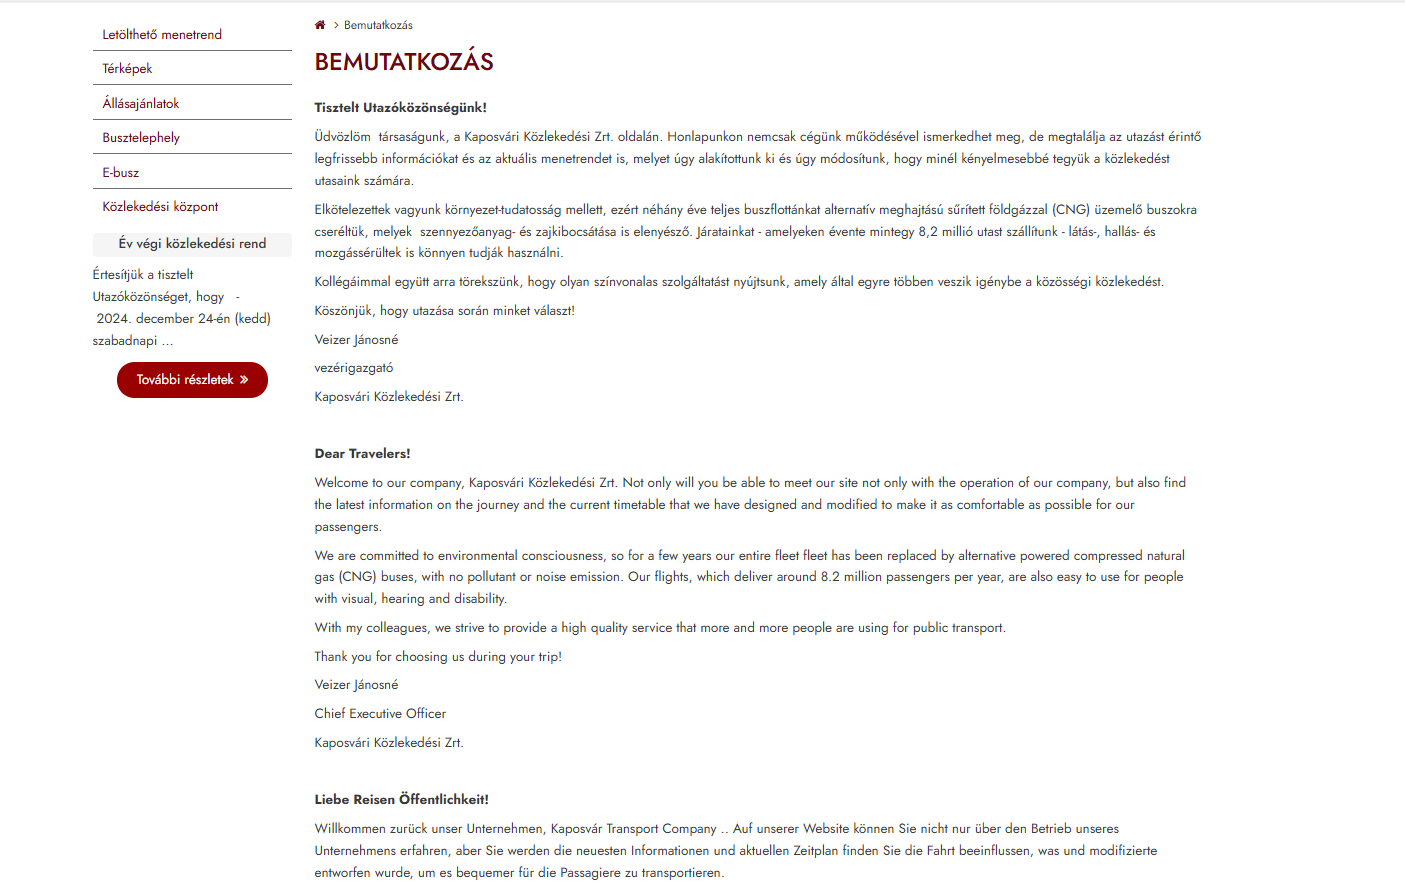 Letölthető menetrend
Térképek
Állásajánlatok
Busztelephely
E-busz
Közlekedési központ
Év végi közlekedési rend
Értesítjük a tisztelt
Utazóközönséget, hogy -
2024. december 24-én (kedd)
szabadnapi ...
További részletek »
> Bemutatkozás
BEMUTATKOZÁS
Tisztelt Utazóközönségünk!
Üdvözlöm társaságunk, a Kaposvári Közlekedési Zrt. oldalán. Honlapunkon nemcsak cégünk működésével ismerkedhet meg, de megtalálja az utazást érintő
legfrissebb információkat és az aktuális menetrendet is, melyet úgy alakítottunk ki és úgy módosítunk, hogy minél kényelmesebbé tegyük a közlekedést
utasaink számára.
Elkötelezettek vagyunk környezet-tudatosság mellett, ezért néhány éve teljes buszflottánkat alternatív meghajtású sűrített földgázzal (CNG) üzemelő buszokra
cseréltük, melyek szennyezőanyag- és zajkibocsátása is elenyésző. Járatainkat - amelyeken évente mintegy 8,2 millió utast szállítunk - látás-, hallás- és
mozgássérültek is könnyen tudják használni.
Kollégáimmal együtt arra törekszünk, hogy olyan színvonalas szolgáltatást nyújtsunk, amely által egyre többen veszik igénybe a közösségi közlekedést.
Köszönjük, hogy utazása során minket választ!
Veizer Jánosné
vezérigazgató
Kaposvári Közlekedési Zrt.
Dear Travelers!
Welcome to our company, Kaposvári Közlekedési Zrt. Not only will you be able to meet our site not only with the operation of our company, but also find
the latest information on the journey and the current timetable that we have designed and modified to make it as comfortable as possible for our
passengers.
We are committed to environmental consciousness, so for a few years our entire fleet fleet has been replaced by alternative powered compressed natural
gas (CNG) buses, with no pollutant or noise emission. Our flights, which deliver around 8.2 million passengers per year, are also easy to use for people
with visual, hearing and disability.
With my colleagues, we strive to provide a high quality service that more and more people are using for public transport.
Thank you for choosing us during your trip!
Veizer Jánosné
Chief Executive Officer
Kaposvári Közlekedési Zrt.
Liebe Reisen Öffentlichkeit!
Willkommen zurück unser Unternehmen, Kaposvár Transport Company .. Auf unserer Website können Sie nicht nur über den Betrieb unseres
Unternehmens erfahren, aber Sie werden die neuesten Informationen und aktuellen Zeitplan finden Sie die Fahrt beeinflussen, was und modifizierte
entworfen wurde, um es bequemer für die Passagiere zu transportieren.